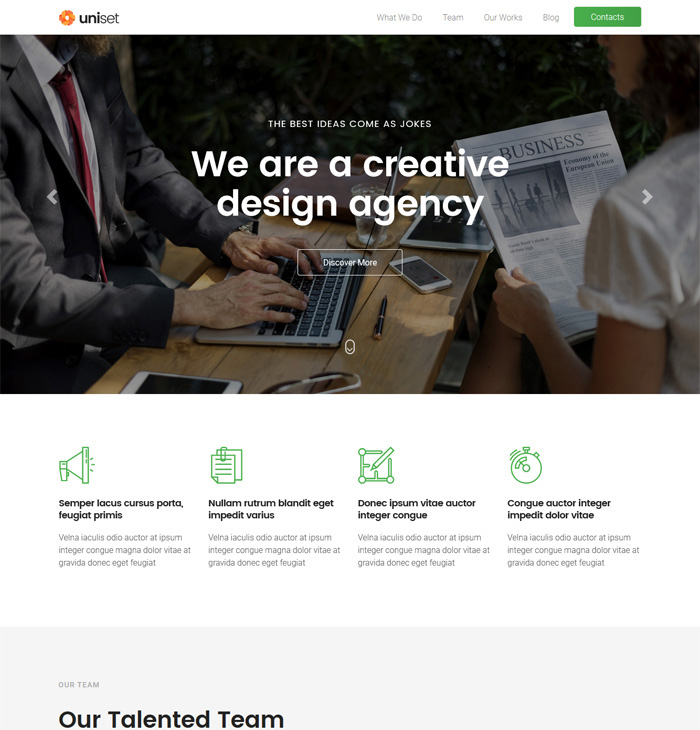 uniset
What We Do
Team
Our Works
Blog
Contacts
THE BEST IDEAS COME AS JOKES
We are a creative
design agency
BUSINESS
Economy of the
European Union
Discover More
Semper lacus cursus porta,
feugiat primis
Velna iaculis odio auctor at ipsum
integer congue magna dolor vitae at
gravida donec eget feugiat
Nullam rutrum blandit eget
impedit varius
Velna iaculis odio auctor at ipsum
integer congue magna dolor vitae at
gravida donec eget feugiat
Donec ipsum vitae auctor
integer congue
Velna iaculis odio auctor at ipsum
integer congue magna dolor vitae at
gravida donec eget feugiat
Congue auctor integer
impedit dolor vitae
Velna iaculis odio auctor at ipsum
integer congue magna dolor vitae at
gravida donec eget feugiat
OUR TEAM
Our Talented Team